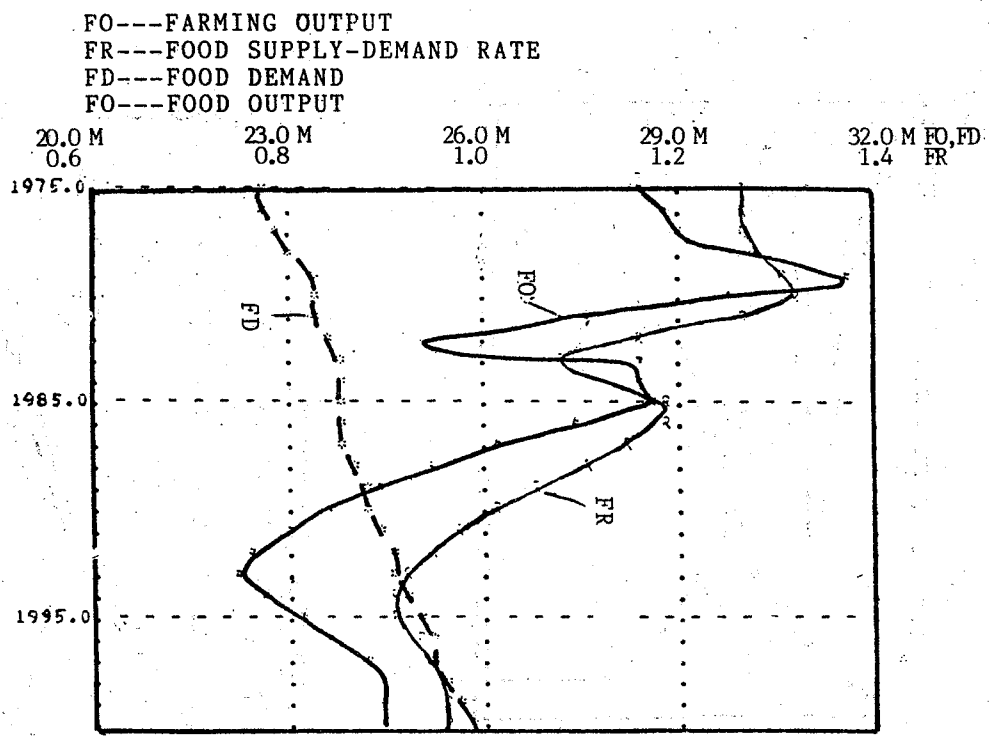 FO---FARMING OUTPUT
FR---FOOD SUPPLY-DEMAND RATE
FD---FOOD DEMAND
FO---FOOD OUTPUT
20.0 M 23.0 M 26.0 M 29.0 M 32.0 M FO,FD
0.6 0.8 1.0 1.2 1.4 FR
1975.0
FO
FD
1985.0
FR
1995.0